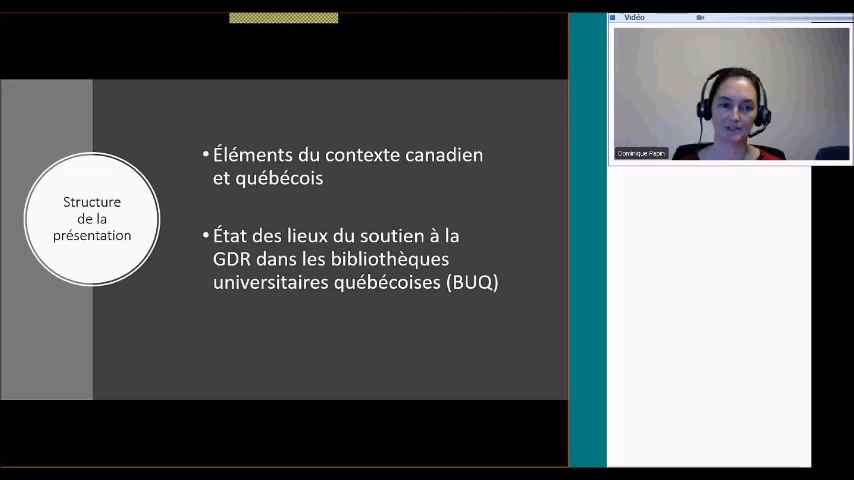 Vidéo
Dominique Papin
Structure
de la
présentation
• Éléments du contexte canadien
et québécois
• État des lieux du soutien à la
GDR dans les bibliothèques
universitaires québécoises (BUQ)